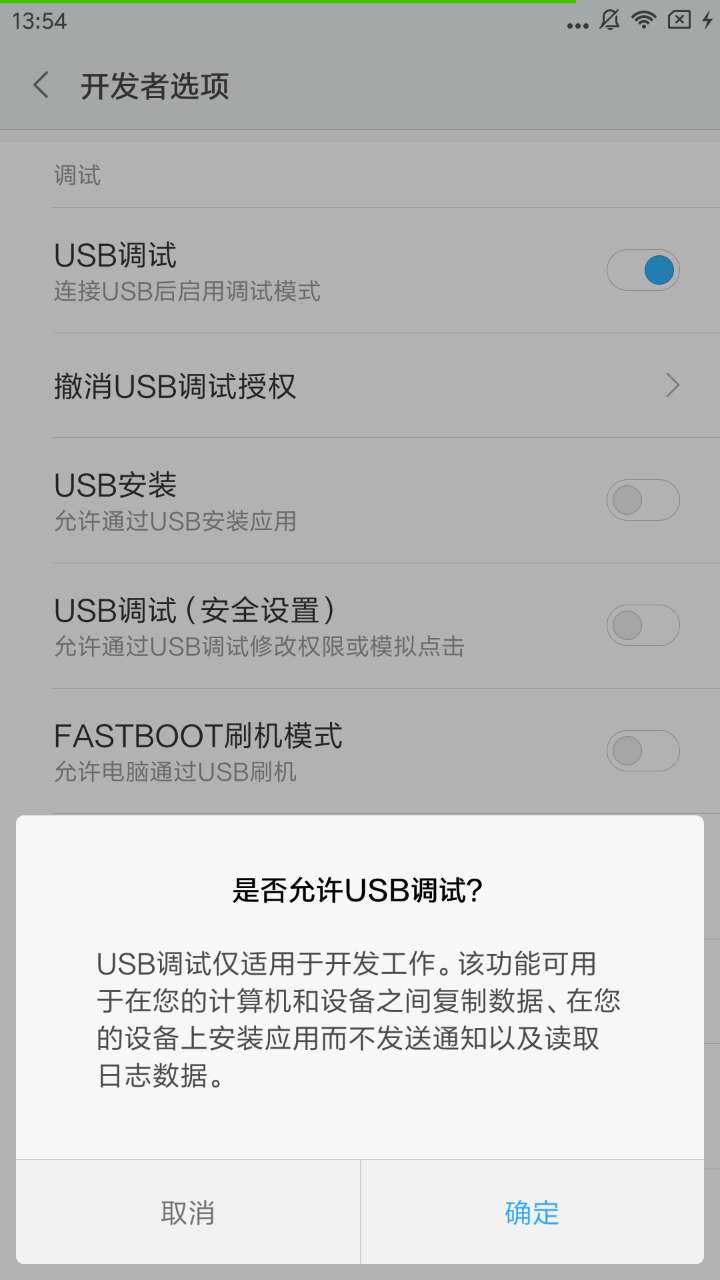 13:54
开发者选项
调试
USB调试
连接USB后启用调试模式
撤消USB调试授权
USB安装
允许通过USB安装应用
USB调试（安全设置）
允许通过USB调试修改权限或模拟点击
FASTBOOT刷机模式
允许电脑通过USB刷机
是否允许USB调试?
USB调试仅适用于开发工作。该功能可用
于在您的计算机和设备之间复制数据、在您
的设备上安装应用而不发送通知以及读取
日志数据。
取消
确定